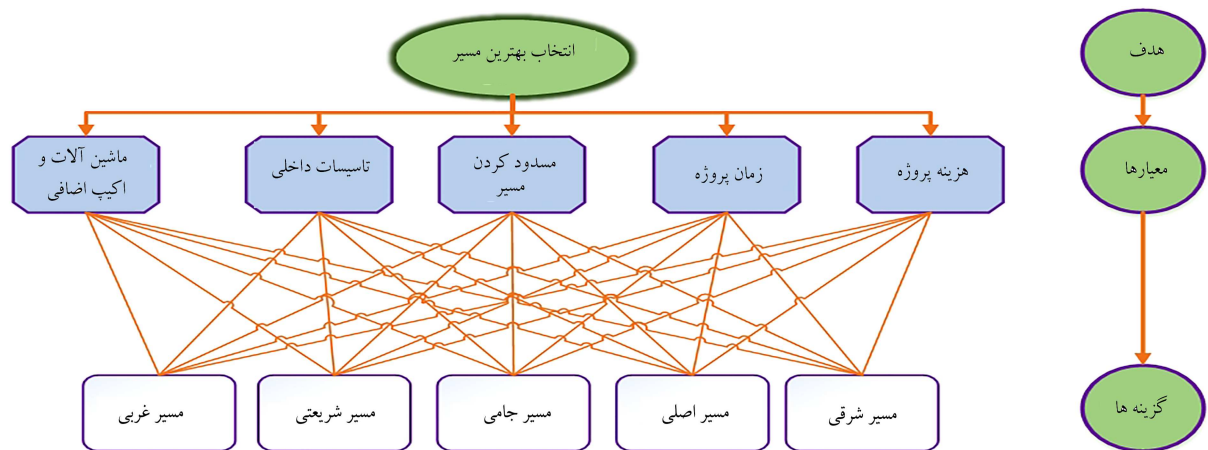 هدف
انتخاب بهترین مسیر
معیارها
هزینه پروژه
زمان پروژه
مسدود کردن
مسیر
تاسیسات داخلی
ماشین آلات و
اکیپ اضافی
گزینه ها
مسیر شرقی
مسیر اصلی
مسیر جامی
مسیر شریعتی
مسیر غربی